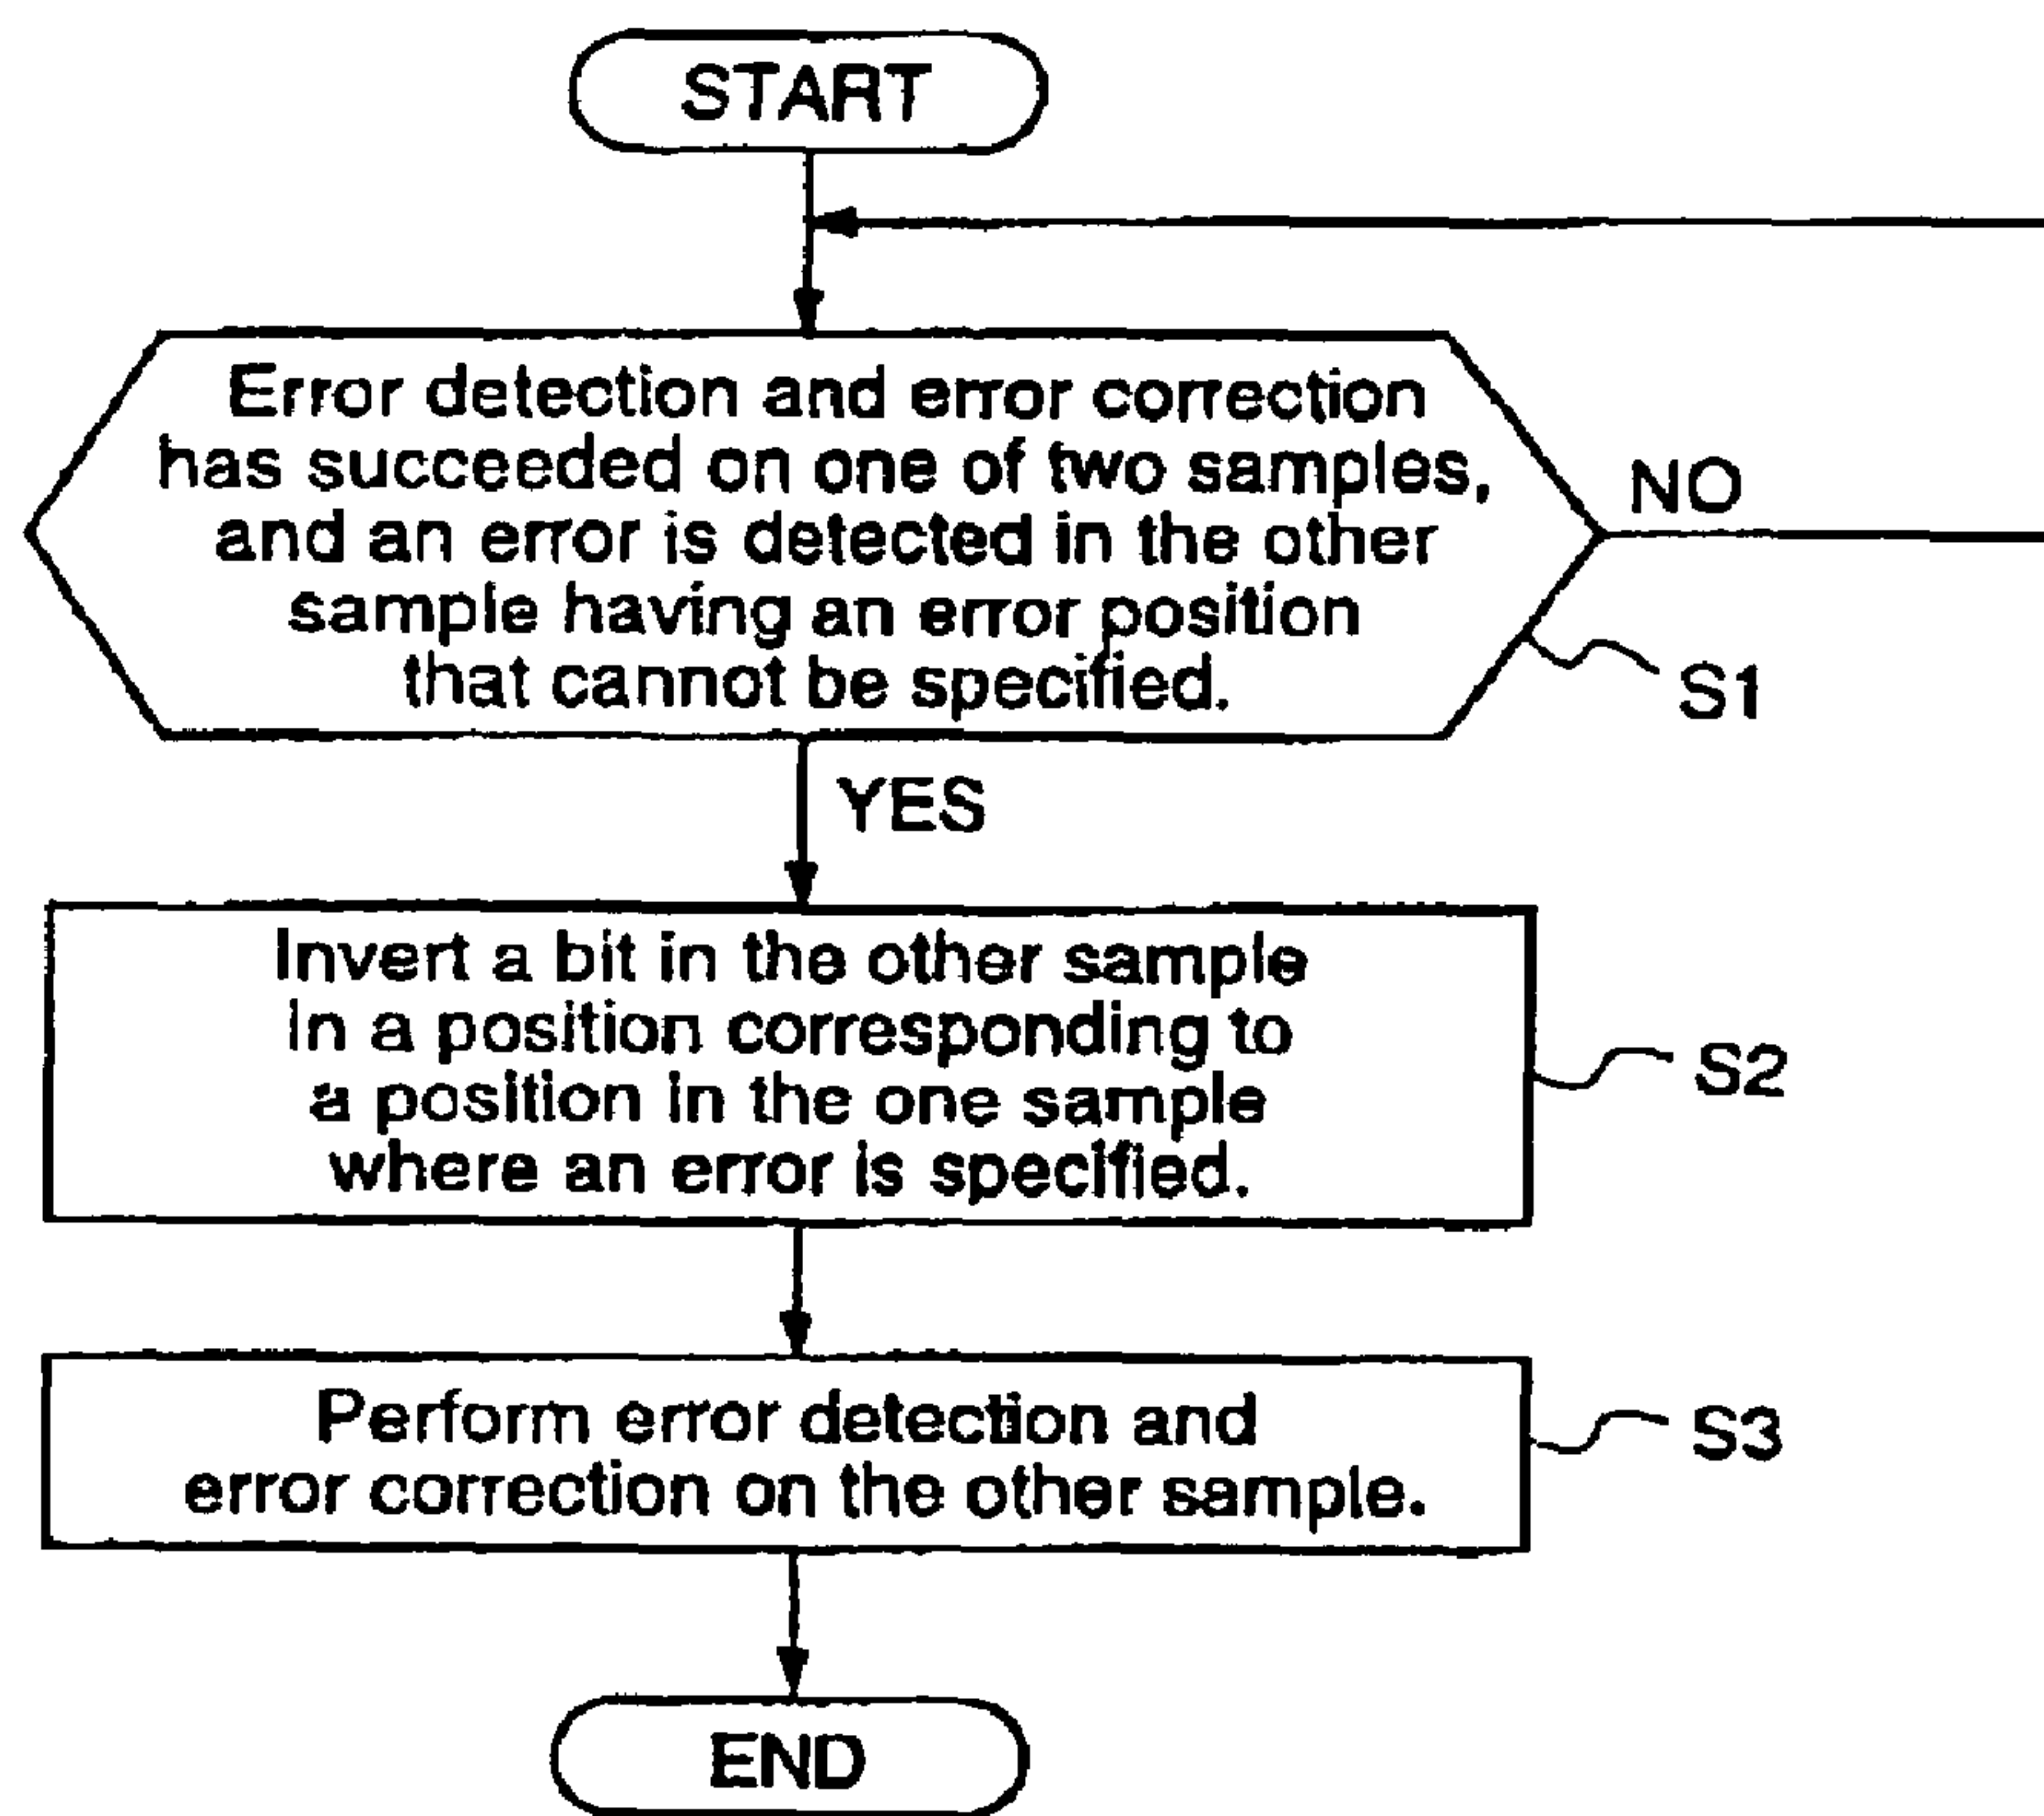 START
Error detection and error correction
has succeeded on one of two samples,
and an error is detected in the other
sample having an error position
that cannot be specified.
NO
S1
YES
Invert a bit in the other sample
in a position corresponding to
a position in the one sample
where an error is specified.
S2
Perform error detection and
error correction on the other sample.
S3
END